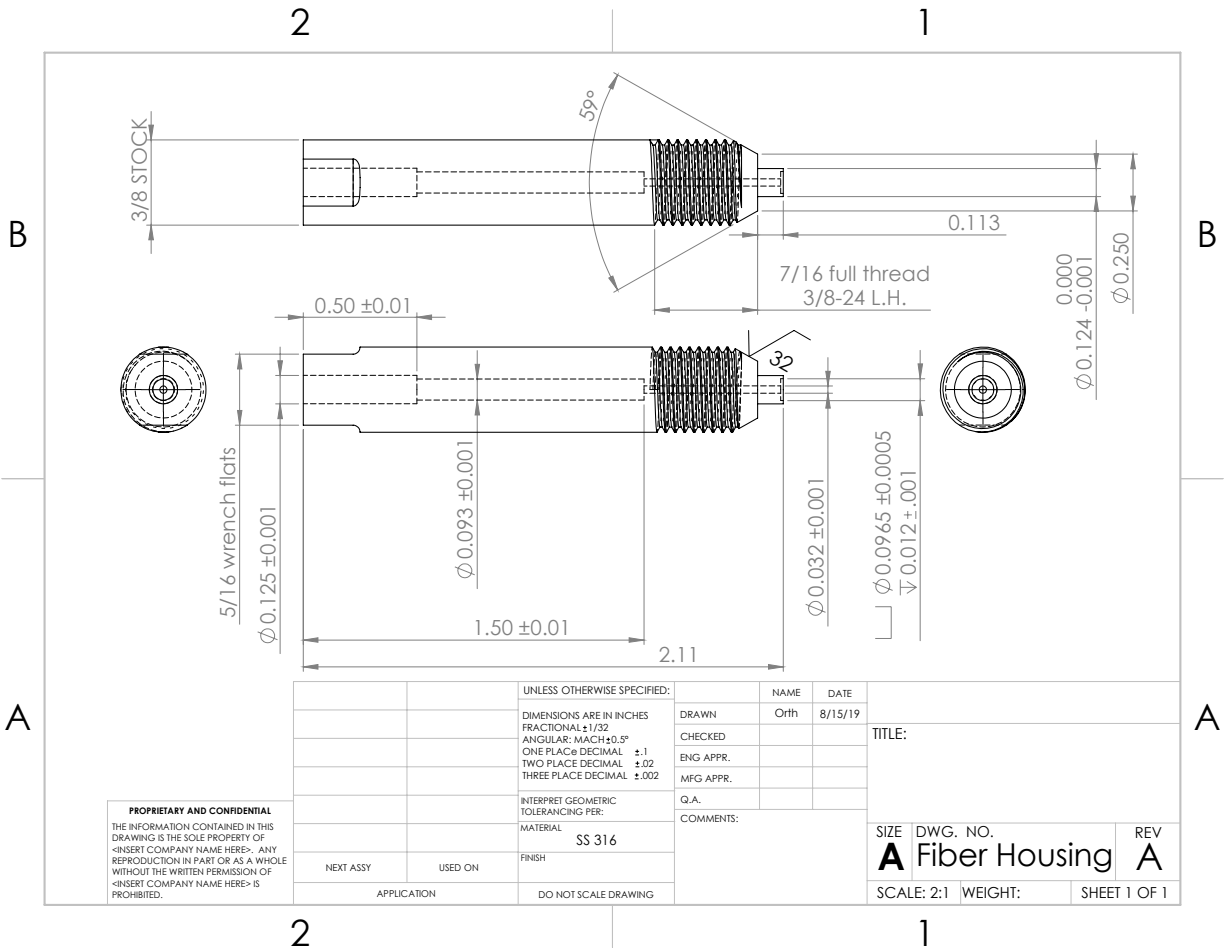 2
1
B
B
3/8 STOCK
59°
0.113
7/16 full thread
3/8-24 L.H.
0.000
⌀0.124 -0.001
⌀0.250
0.50 ±0.01
32
5/16 wrench flats
⌀0.125 ±0.001
⌀0.093 ±0.001
⌀0.032 ±0.001
⌴ ⌀0.0965 ±0.0005
↧0.012±.001
1.50 ±0.01
2.11
A
A
PROPRIETARY AND CONFIDENTIAL
THE INFORMATION CONTAINED IN THIS
DRAWING IS THE SOLE PROPERTY OF
<INSERT COMPANY NAME HERE>. ANY
REPRODUCTION IN PART OR AS A WHOLE
WITHOUT THE WRITTEN PERMISSION OF
<INSERT COMPANY NAME HERE> IS
PROHIBITED.
NEXT ASSY
USED ON
APPLICATION
UNLESS OTHERWISE SPECIFIED:
DIMENSIONS ARE IN INCHES
FRACTIONAL±1/32
ANGULAR: MACH±0.5°
ONE PLACe DECIMAL ±.1
TWO PLACE DECIMAL ±.02
THREE PLACE DECIMAL ±.002
INTERPRET GEOMETRIC
TOLERANCING PER:
MATERIAL
SS 316
FINISH
DO NOT SCALE DRAWING
NAME
DATE
DRAWN
Orth
8/15/19
CHECKED
ENG APPR.
MFG APPR.
Q.A.
COMMENTS:
TITLE:
SIZE
A
DWG. NO.
Fiber Housing
REV
A
SCALE: 2:1
WEIGHT:
SHEET 1 OF 1
2
1